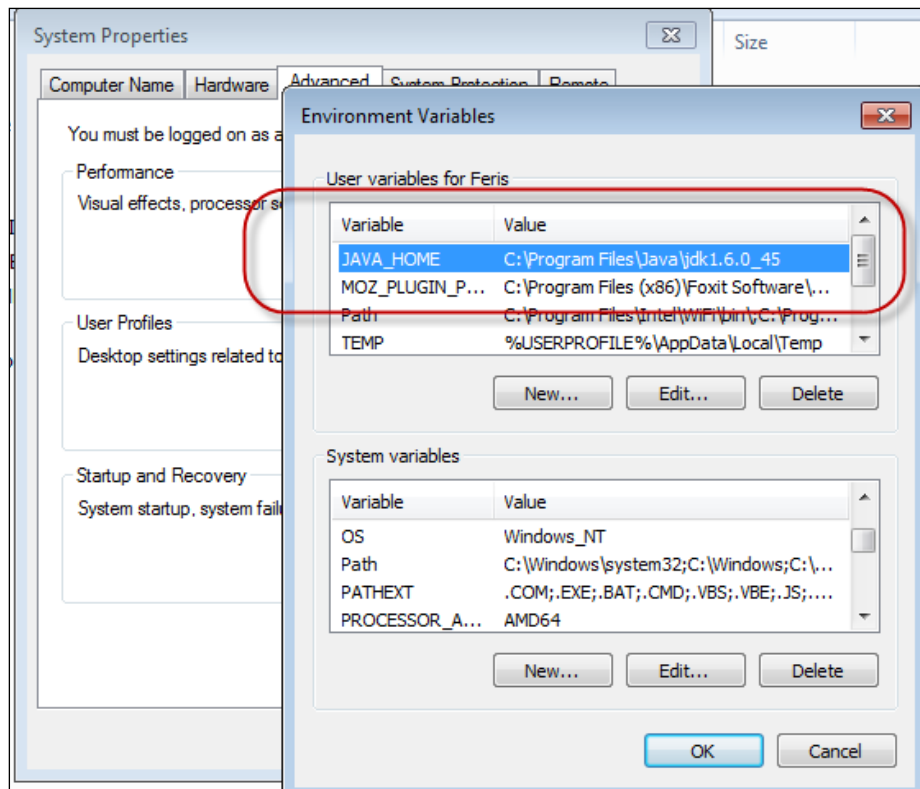 System Properties
Size
Computer Name Hardware Advanced System Protection Remote
You must be logged on as a
Performance
Visual effects, processor s
User Profiles
Desktop settings related to
Startup and Recovery
System startup, system fail
Environment Variables
User variables for Feris
Variable Value
JAVA_HOME C:\Program Files\Java\jdk1.6.0_45
MOZ_PLUGIN_P... C:\Program Files (x86)\Foxit Software\...
Path C:\Program Files\Intel\WiFi\bin\;C:\Prog...
TEMP %USERPROFILE%\AppData\Local\Temp
New... Edit... Delete
System variables
Variable Value
OS Windows_NT
Path C:\Windows\system32;C:\Windows;C:\...
PATHEXT .COM;.EXE;.BAT;.CMD;.VBS;.VBE;.JS;....
PROCESSOR_A... AMD64
New... Edit... Delete
OK Cancel